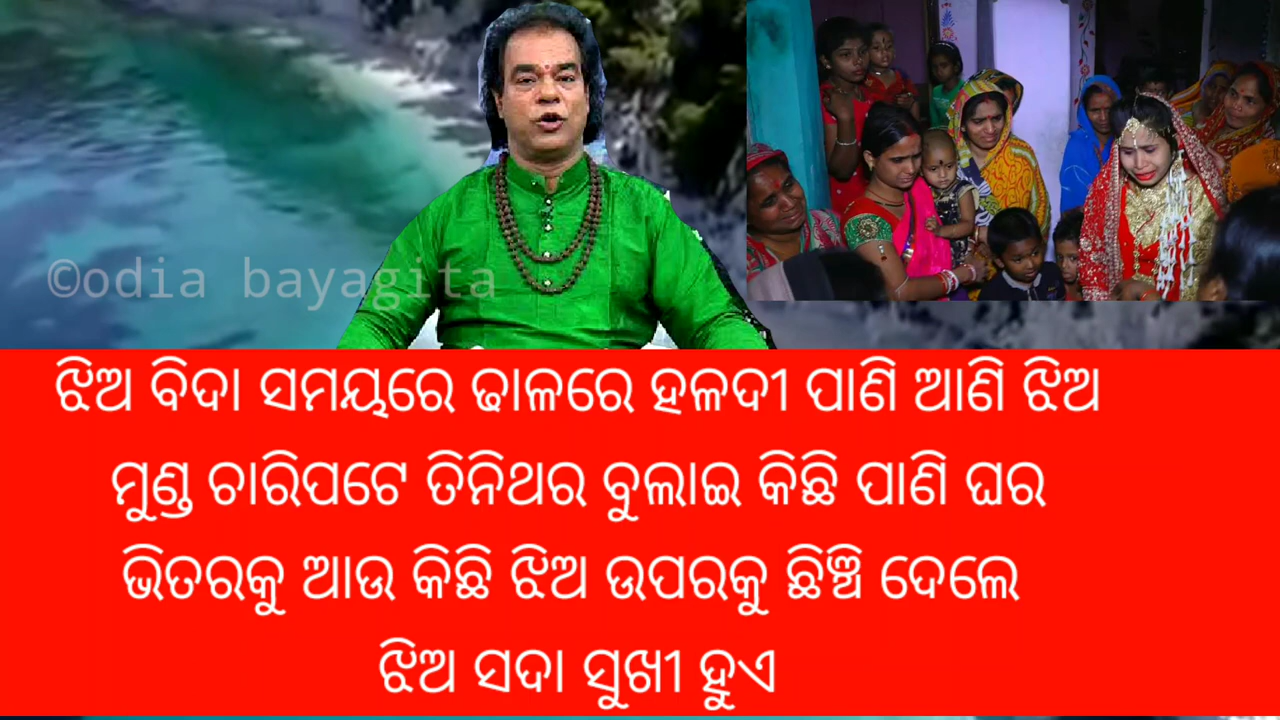 ©odia bayagita
ଝିଅ ବିଦା ସମୟରେ ଢାଳରେ ହଳଦୀ ପାଣି ଆଣି ଝିଅ
ମୁଣ୍ଡ ଚାରିପଟେ ତିନିଥର ବୁଲାଇ କିଛି ପାଣି ଘର
ଭିତରକୁ ଆଉ କିଛି ଝିଅ ଉପରକୁ ଛିଞ୍ଚି ଦେଲେ
ଝିଅ ସଦା ସୁଖୀ ହୁଏ